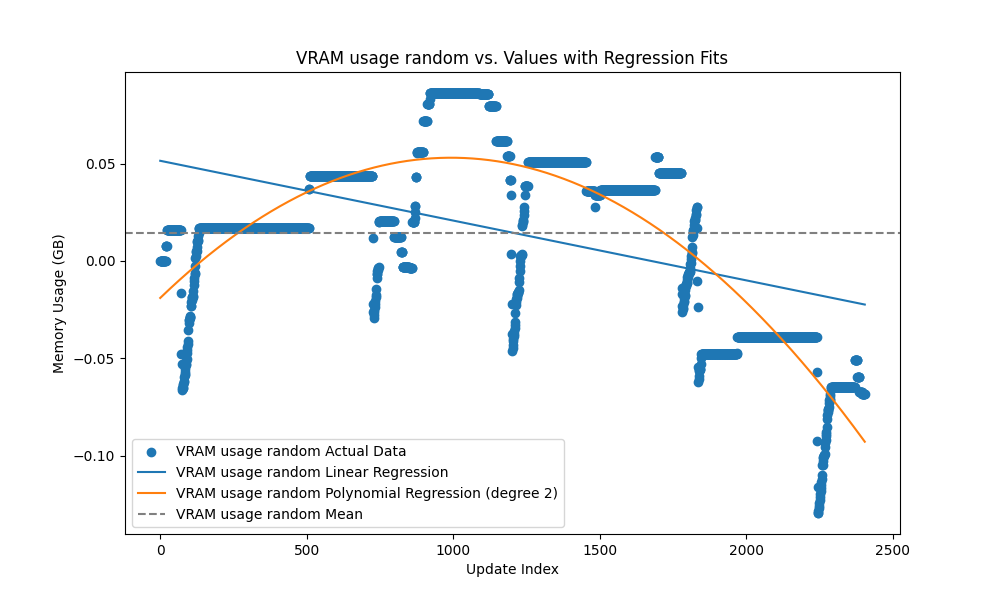 VRAM usage random vs. Values with Regression Fits
Memory Usage (GB)
0.05
0.00
−0.05
−0.10
VRAM usage random Actual Data
VRAM usage random Linear Regression
VRAM usage random Polynomial Regression (degree 2)
VRAM usage random Mean
0 500 1000 1500 2000 2500
Update Index